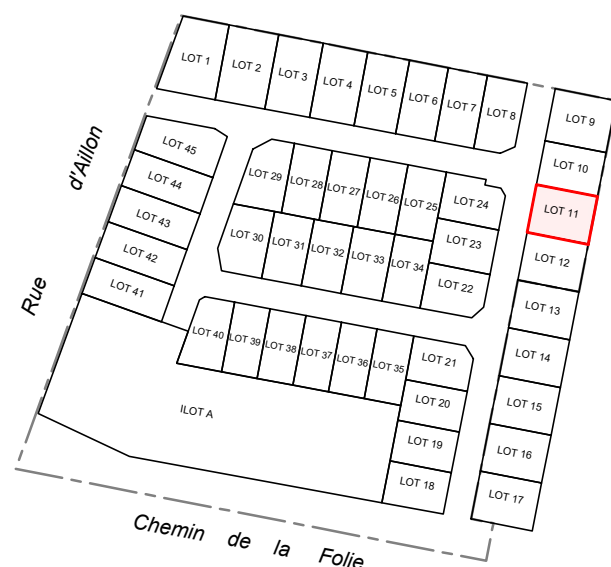 LOT 1
LOT 2
LOT 3
LOT 4
LOT 5
LOT 6
LOT 7
LOT 8
LOT 9
LOT 10
LOT 11
LOT 12
LOT 13
LOT 14
LOT 15
LOT 16
LOT 17
LOT 45
LOT 44
LOT 43
LOT 42
LOT 41
LOT 29
LOT 28
LOT 27
LOT 26
LOT 25
LOT 24
LOT 23
LOT 22
LOT 30
LOT 31
LOT 32
LOT 33
LOT 34
LOT 40
LOT 39
LOT 38
LOT 37
LOT 36
LOT 35
LOT 21
LOT 20
LOT 19
LOT 18
ILOT A
Rue d'Aillon
Chemin de la Folie